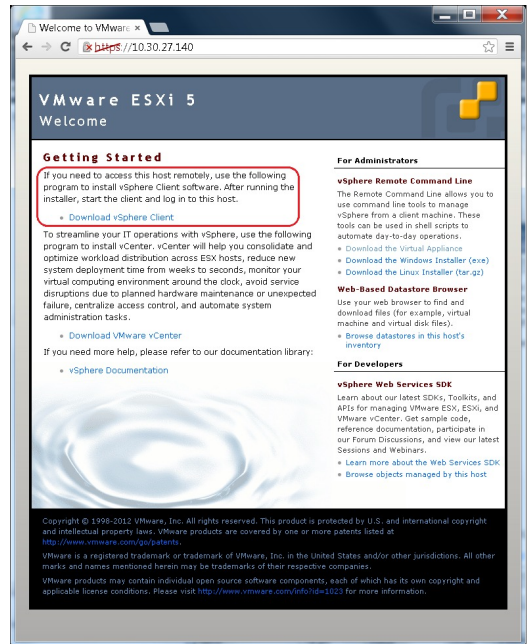 Welcome to VMware
https://10.30.27.140
VMware ESXi 5
Welcome
Getting Started
If you need to access this host remotely, use the following
program to install vSphere Client software. After running the
installer, start the client and log in to this host.
Download vSphere Client
To streamline your IT operations with vSphere, use the following
program to install vCenter. vCenter will help you consolidate and
optimize workload distribution across ESX hosts, reduce new
system deployment time from weeks to seconds, monitor your
virtual computing environment around the clock, avoid service
disruptions due to planned hardware maintenance or unexpected
failure, centralize access control, and automate system
administration tasks.
Download VMware vCenter
If you need more help, please refer to our documentation library:
vSphere Documentation
For Administrators
vSphere Remote Command Line
The Remote Command Line allows you to
use command line tools to manage
vSphere from a client machine. These
tools can be used in shell scripts to
automate day-to-day operations.
Download the Virtual Appliance
Download the Windows Installer (exe)
Download the Linux Installer (tar.gz)
Web-Based Datastore Browser
Use your web browser to find and
download files (for example, virtual
machine and virtual disk files).
Browse datastores in this host's
inventory
For Developers
vSphere Web Services SDK
Learn about our latest SDKs, Toolkits, and
APIs for managing VMware ESX, ESXi, and
VMware vCenter. Get sample code,
reference documentation, participate in
our Forum Discussions, and view our latest
Sessions and Webinars.
Learn more about the Web Services SDK
Browse objects managed by this host
Copyright © 1998-2012 VMware, Inc. All rights reserved. This product is protected by U.S. and international copyright
and intellectual property laws. VMware products are covered by one or more patents listed at
http://www.vmware.com/go/patents.
VMware is a registered trademark or trademark of VMware, Inc. in the United States and/or other jurisdictions. All other
marks and names mentioned herein may be trademarks of their respective companies.
VMware products may contain individual open source software components, each of which has its own copyright and
applicable license conditions. Please visit http://www.vmware.com/info?id=1023 for more information.